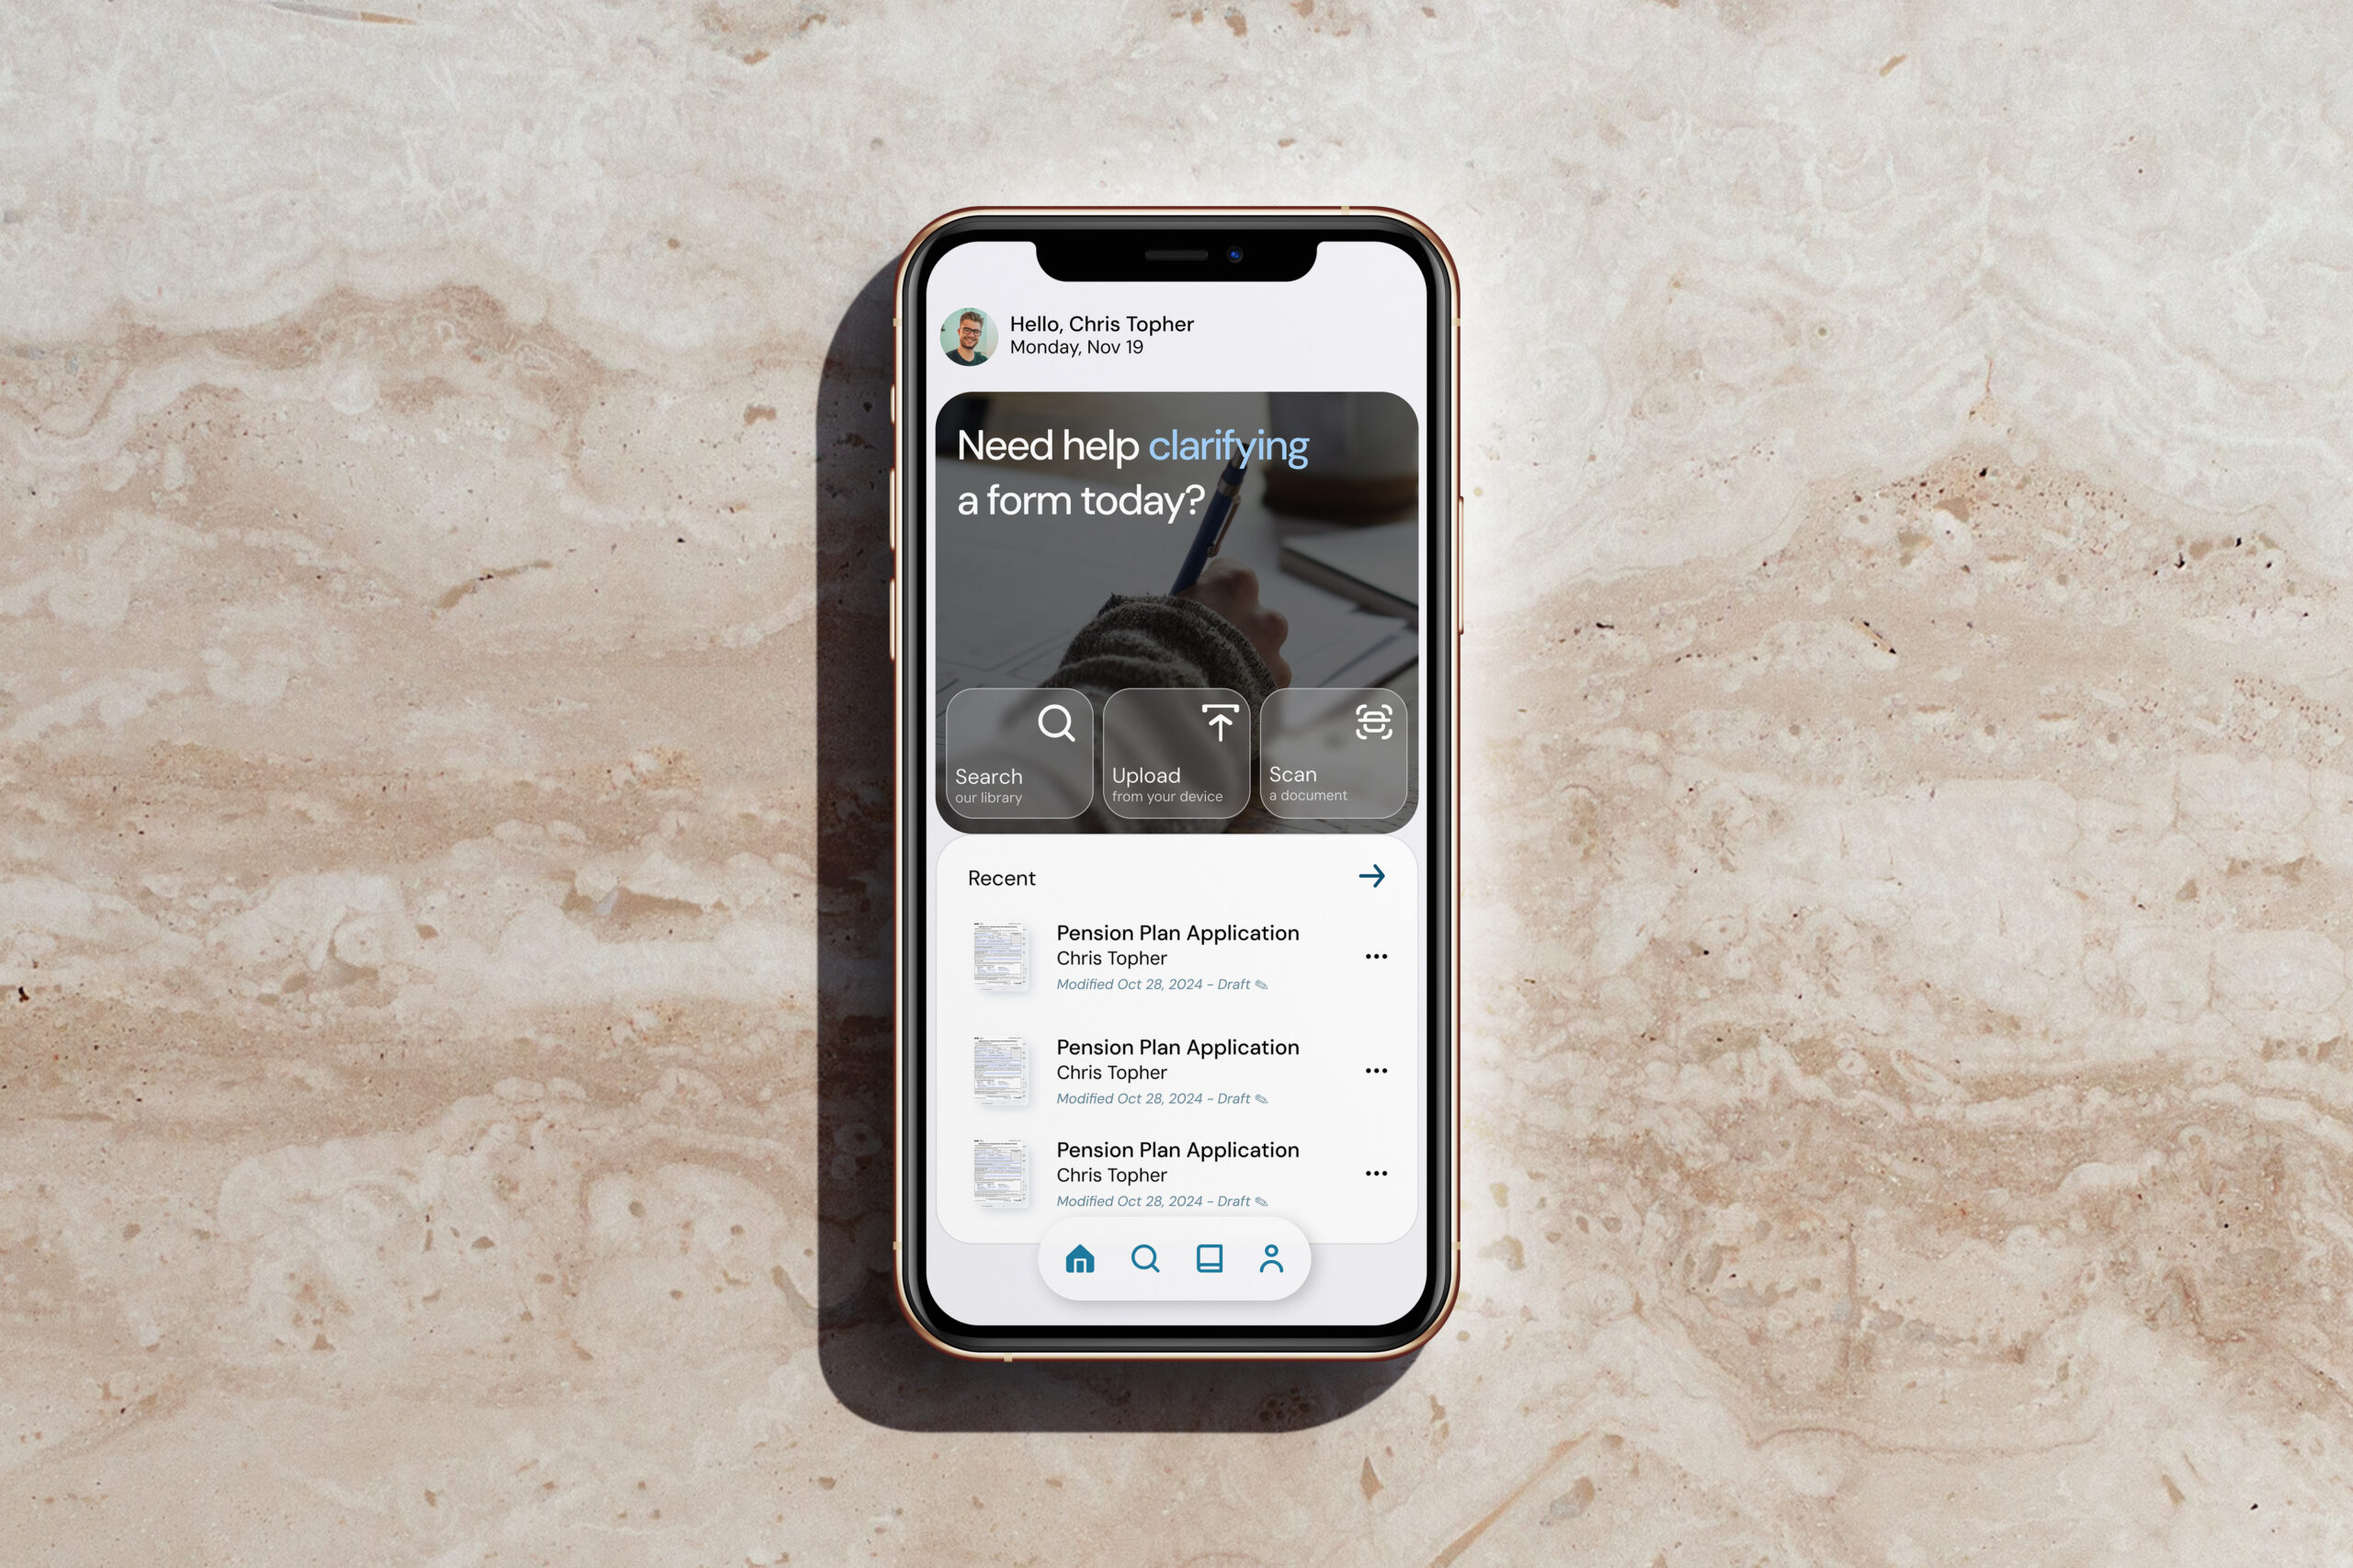 Hello, Chris Topher
Monday, Nov 19
Need help clarifying
a form today?
Search
our library
Upload
from your device
Scan
a document
Recent
Pension Plan Application
Chris Topher
Modified Oct 28, 2024 - Draft
Pension Plan Application
Chris Topher
Modified Oct 28, 2024 - Draft
Pension Plan Application
Chris Topher
Modified Oct 28, 2024 - Draft